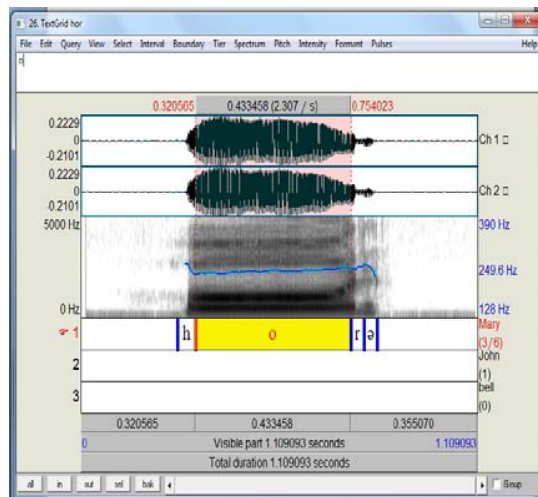 26. TextGrid hor
File Edit Query View Select Interval Boundary Tier Spectrum Pitch Intensity Formant Pulses Help
0.320565 0.433458 (2.307 / s) 0.754023
0.2229
0
-0.2101
Ch 1
0.2229
0
-0.2101
Ch 2
5000 Hz
390 Hz
249.6 Hz
0 Hz
128 Hz
1 h o r ə Mary
(3/6)
2 John
(1)
3 bell
(0)
0.320565 0.433458 0.355070
0 Visible part 1.109093 seconds 1.109093
Total duration 1.109093 seconds
all in out sel bak Group